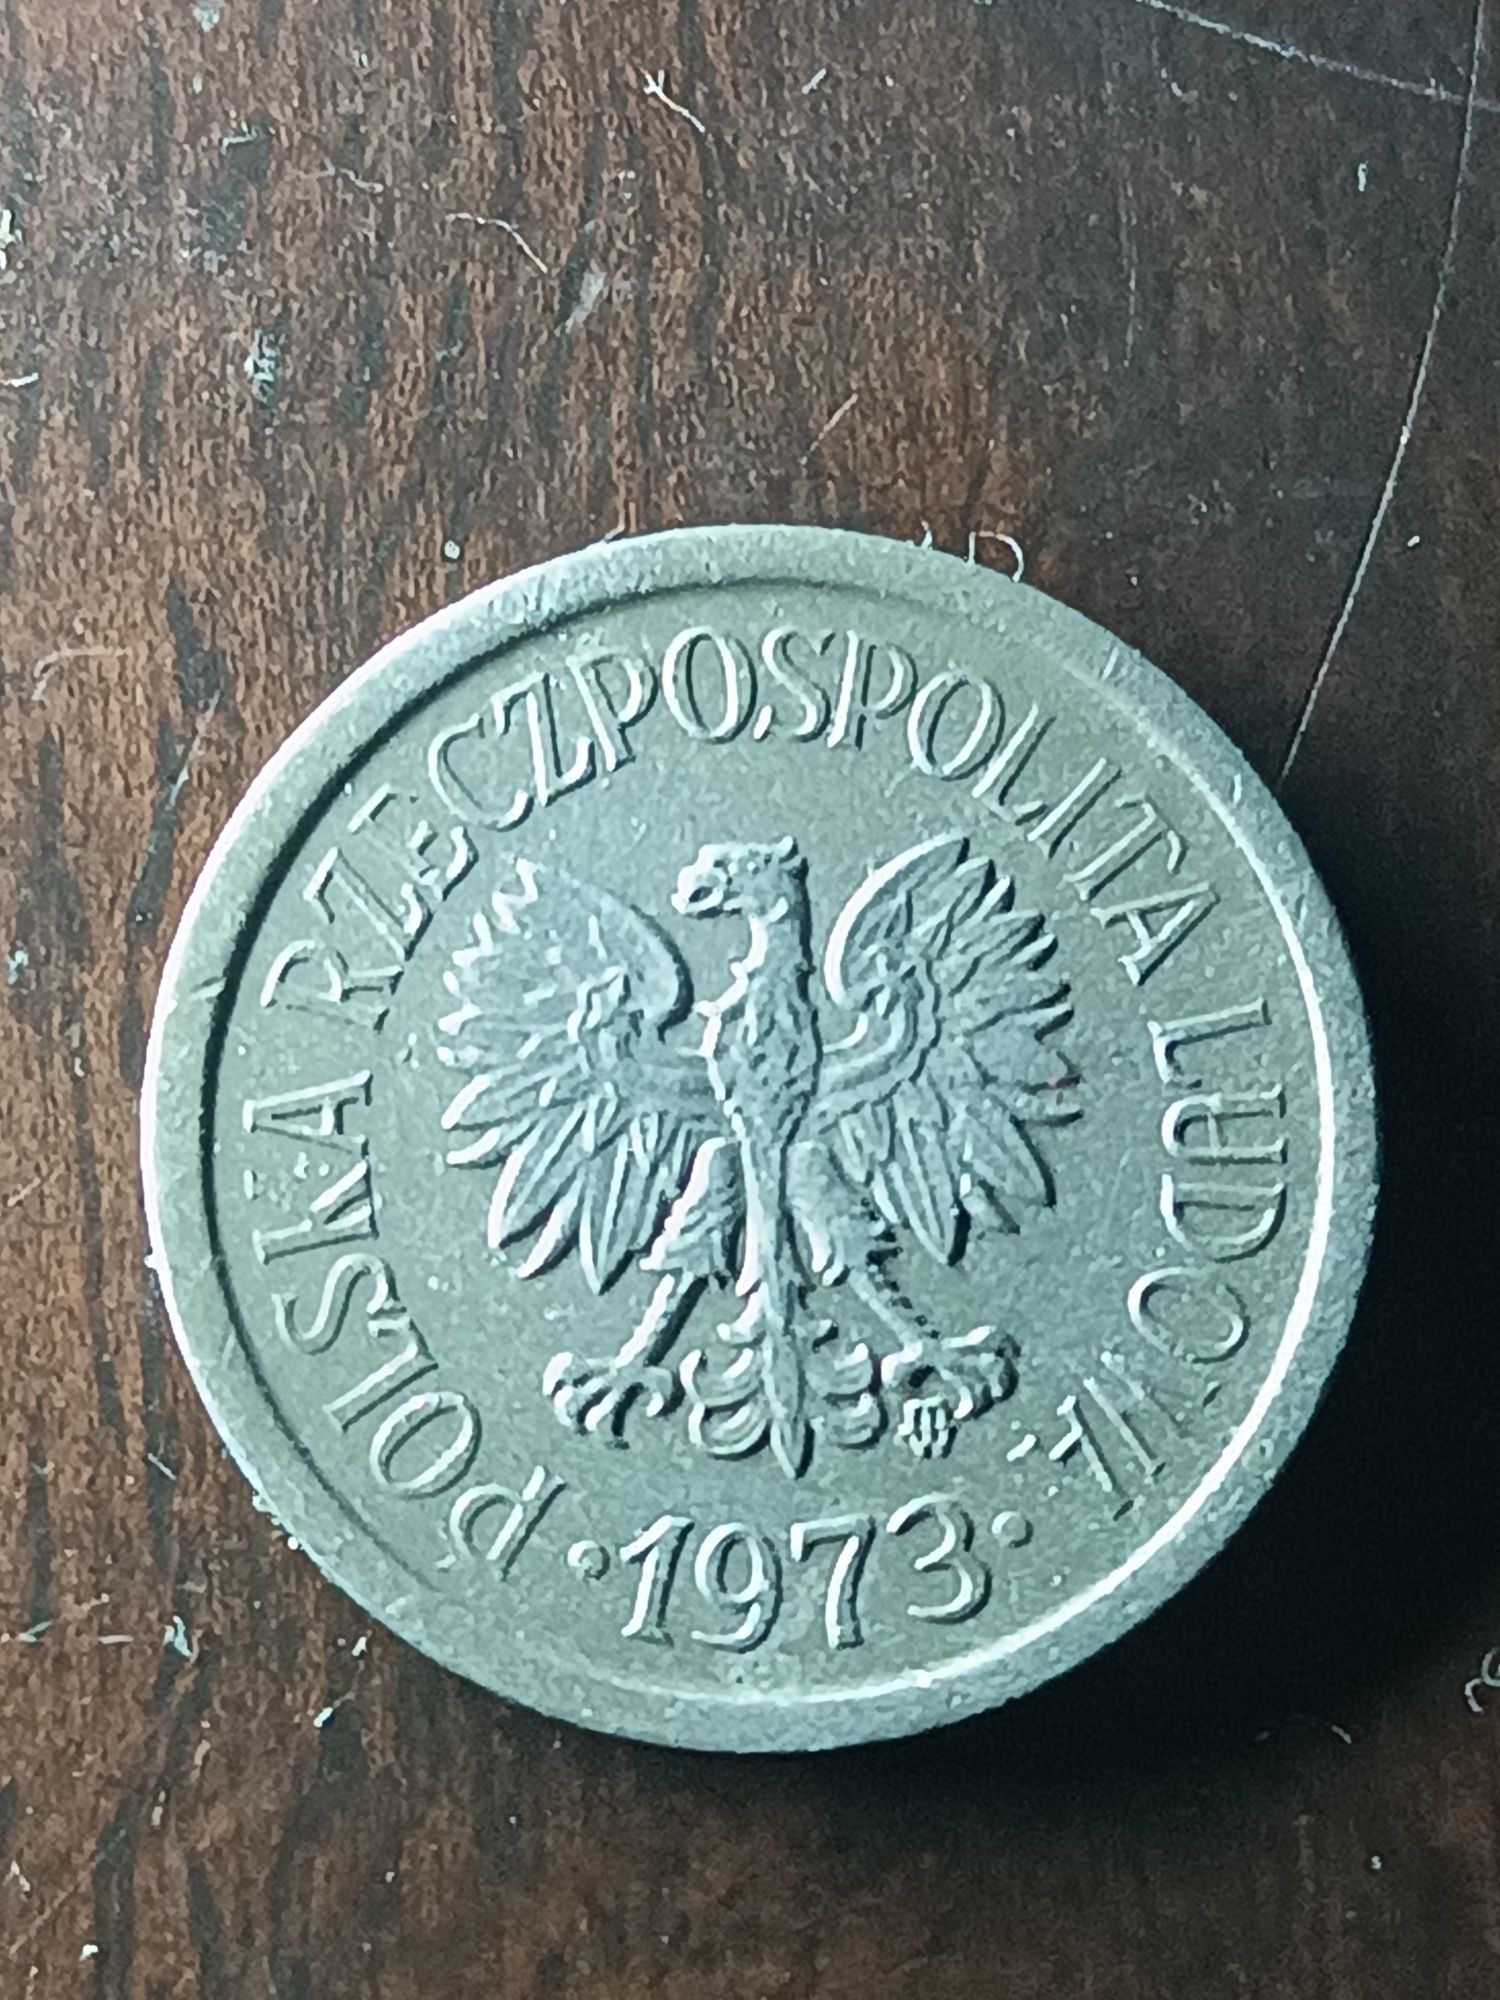 POLSKA RZECZPOSPOLITA LUDOWA
·1973·